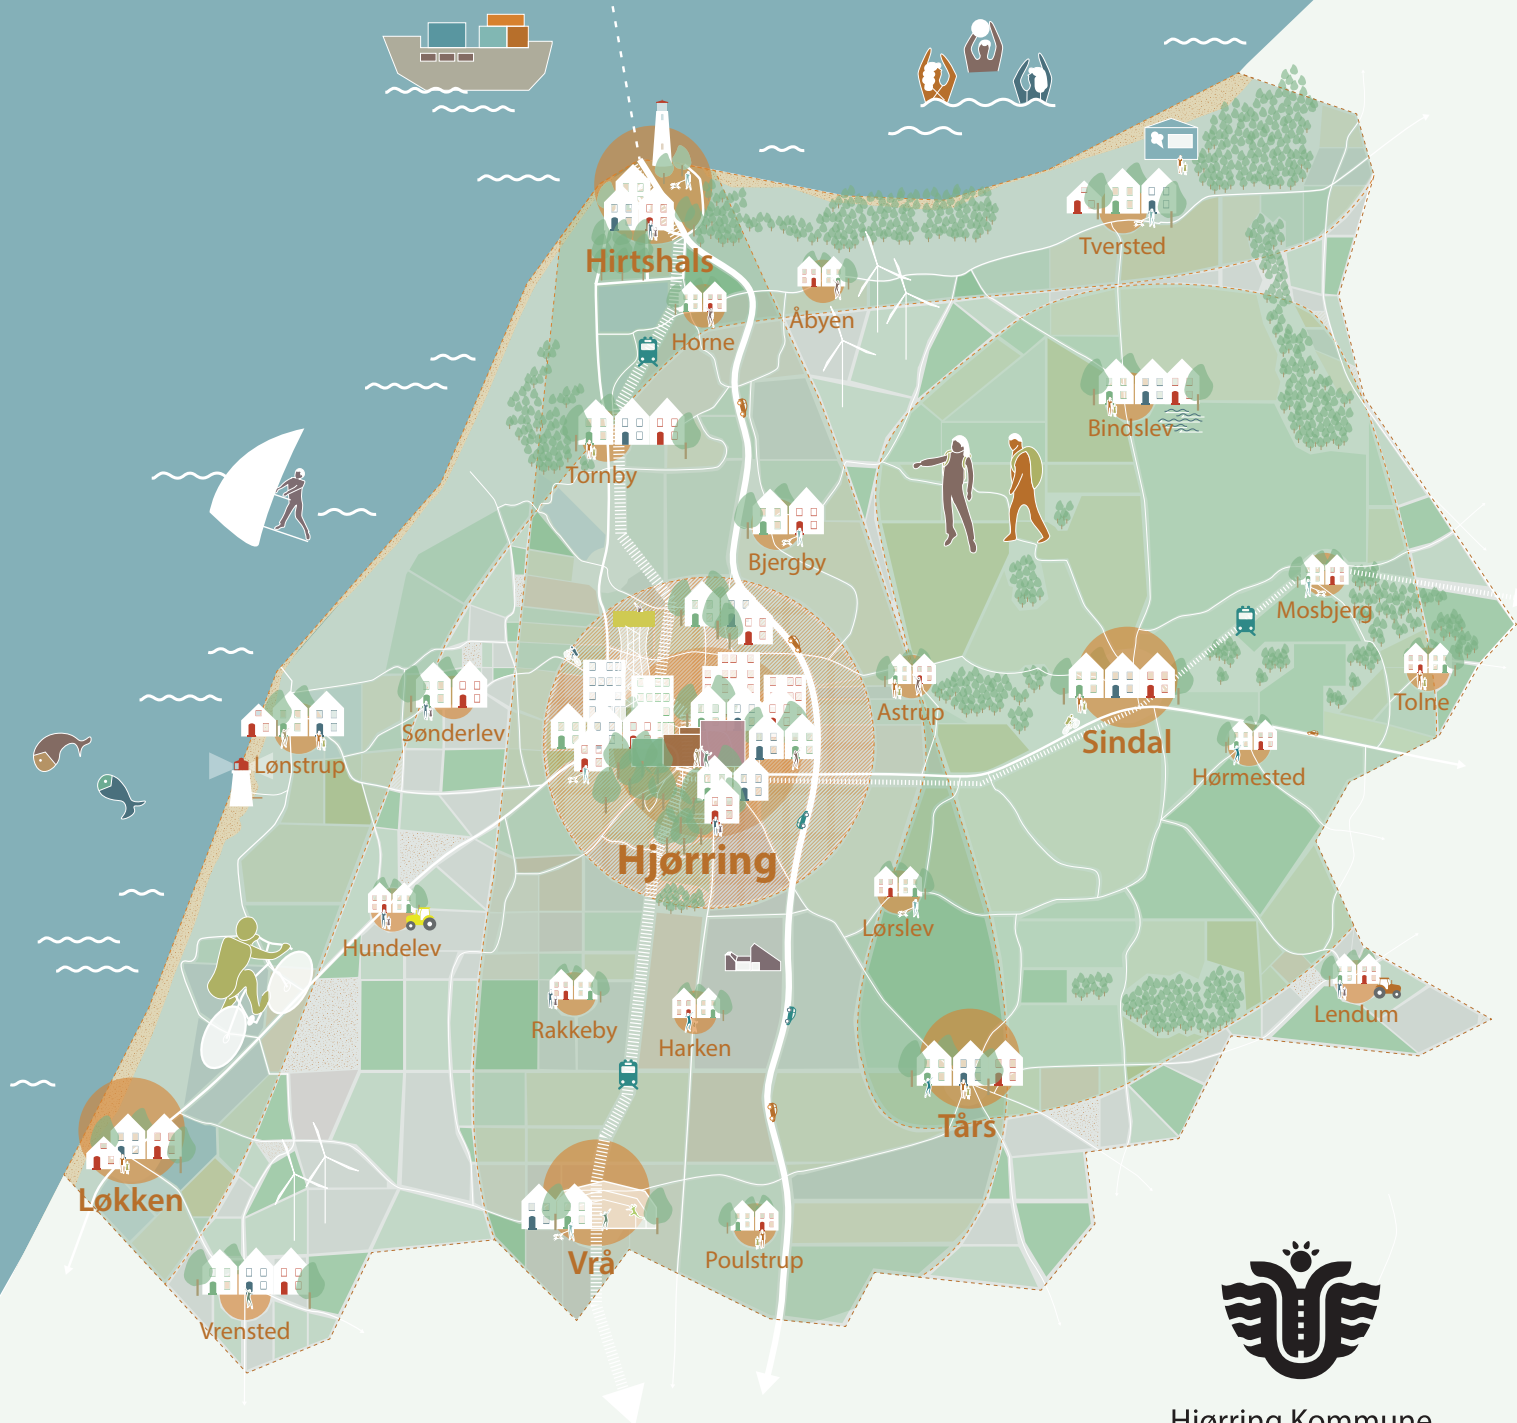 Hirtshals
Tversted
Åbyen
Horne
Bindslev
Tornby
Bjergby
Mosbjerg
Tolne
Astrup
Sønderlev
Sindal
Lønstrup
Hørmested
Hjørring
Lørslev
Hundelev
Lendum
Rakkeby
Harken
Tårs
Løkken
Vrå
Poulstrup
Vrensted
Hjørring Kommune